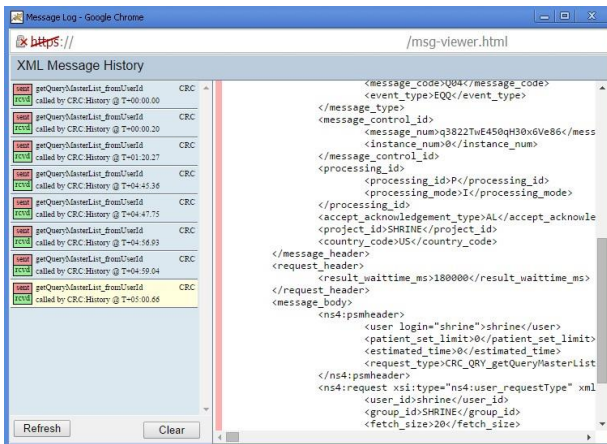 Message Log - Google Chrome
https://
/msg-viewer.html
XML Message History
sent getQueryMasterList_fromUserId CRC
rcvd called by CRC:History @ T+00:00.00
sent getQueryMasterList_fromUserId CRC
rcvd called by CRC:History @ T+00:00.20
sent getQueryMasterList_fromUserId CRC
rcvd called by CRC:History @ T+01:20.27
sent getQueryMasterList_fromUserId CRC
rcvd called by CRC:History @ T+04:45.36
sent getQueryMasterList_fromUserId CRC
rcvd called by CRC:History @ T+04:47.75
sent getQueryMasterList_fromUserId CRC
rcvd called by CRC:History @ T+04:56.93
sent getQueryMasterList_fromUserId CRC
rcvd called by CRC:History @ T+04:59.04
sent getQueryMasterList_fromUserId CRC
rcvd called by CRC:History @ T+05:00.66
Refresh
Clear
<message_code>Q04</message_code>
<event_type>EQQ</event_type>
</message_type>
<message_control_id>
<message_num>q3822TwE450qH30x6Ve86</mess
<instance_num>0</instance_num>
</message_control_id>
<processing_id>
<processing_id>P</processing_id>
<processing_mode>I</processing_mode>
</processing_id>
<accept_acknowledgement_type>AL</accept_acknowle
<project_id>SHRINE</project_id>
<country_code>US</country_code>
</message_header>
<request_header>
<result_waittime_ms>180000</result_waittime_ms>
</request_header>
<message_body>
<ns4:psmheader>
<user login="shrine">shrine</user>
<patient_set_limit>0</patient_set_limit>
<estimated_time>0</estimated_time>
<request_type>CRC_QRY_getQueryMasterList
</ns4:psmheader>
<ns4:request xsi:type="ns4:user_requestType" xml
<user_id>shrine</user_id>
<group_id>SHRINE</group_id>
<fetch_size>20</fetch_size>